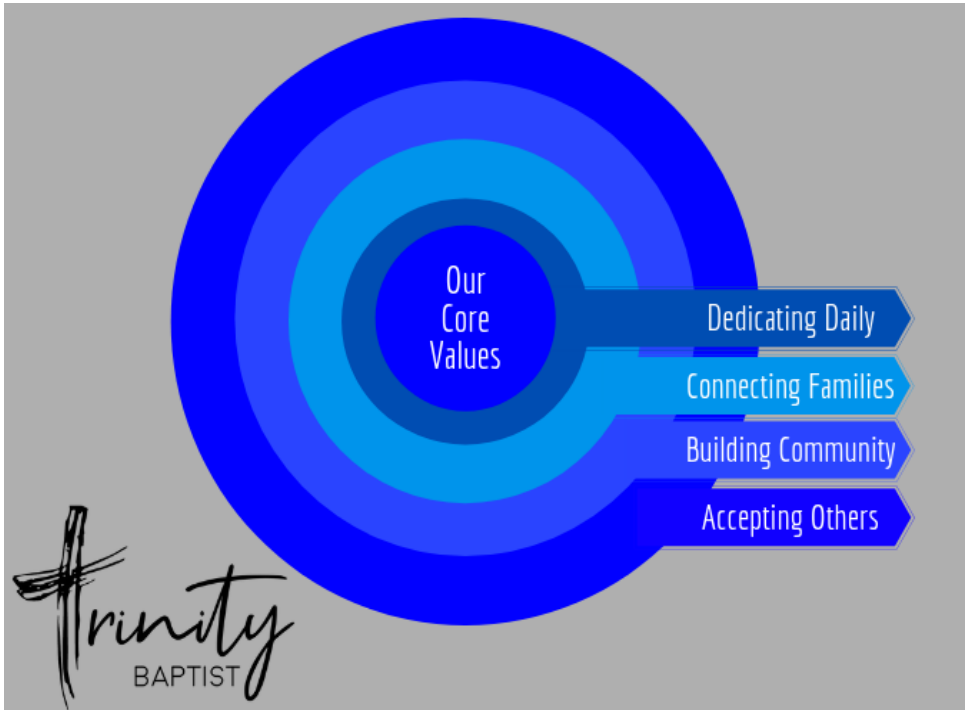 Our
Core
Values
Dedicating Daily
Connecting Families
Building Community
Accepting Others
Trinity
BAPTIST